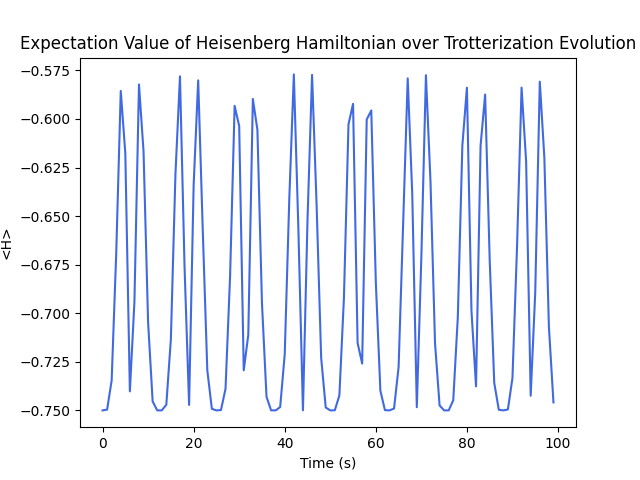 Expectation Value of Heisenberg Hamiltonian over Trotterization Evolution
−0.575
−0.600
−0.625
−0.650
−0.675
−0.700
−0.725
−0.750
<H>
0 20 40 60 80 100
Time (s)